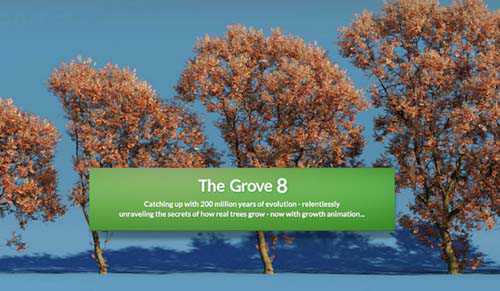 The Grove 8
Catching up with 200 million years of evolution - relentlessly
unraveling the secrets of how real trees grow - now with growth animation...